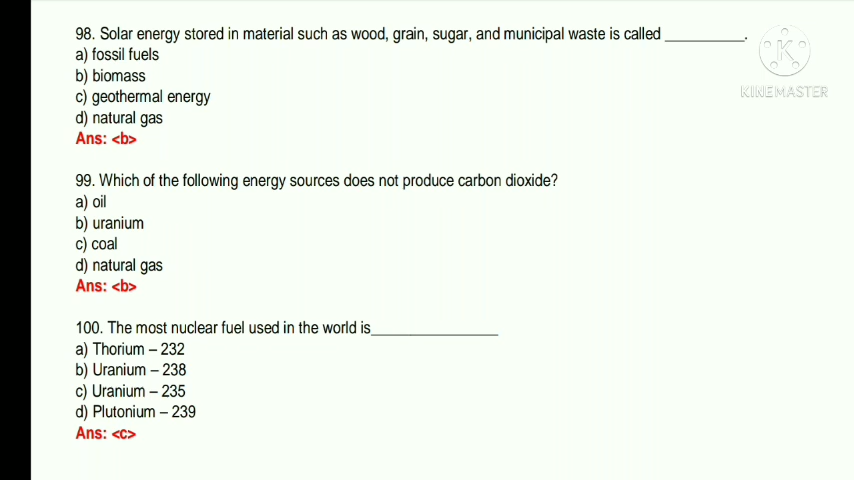 98. Solar energy stored in material such as wood, grain, sugar, and municipal waste is called __________.
a) fossil fuels
b) biomass
c) geothermal energy
d) natural gas
Ans: <b>
K
KINEMASTER
99. Which of the following energy sources does not produce carbon dioxide?
a) oil
b) uranium
c) coal
d) natural gas
Ans: <b>
100. The most nuclear fuel used in the world is________________
a) Thorium – 232
b) Uranium – 238
c) Uranium – 235
d) Plutonium – 239
Ans: <c>